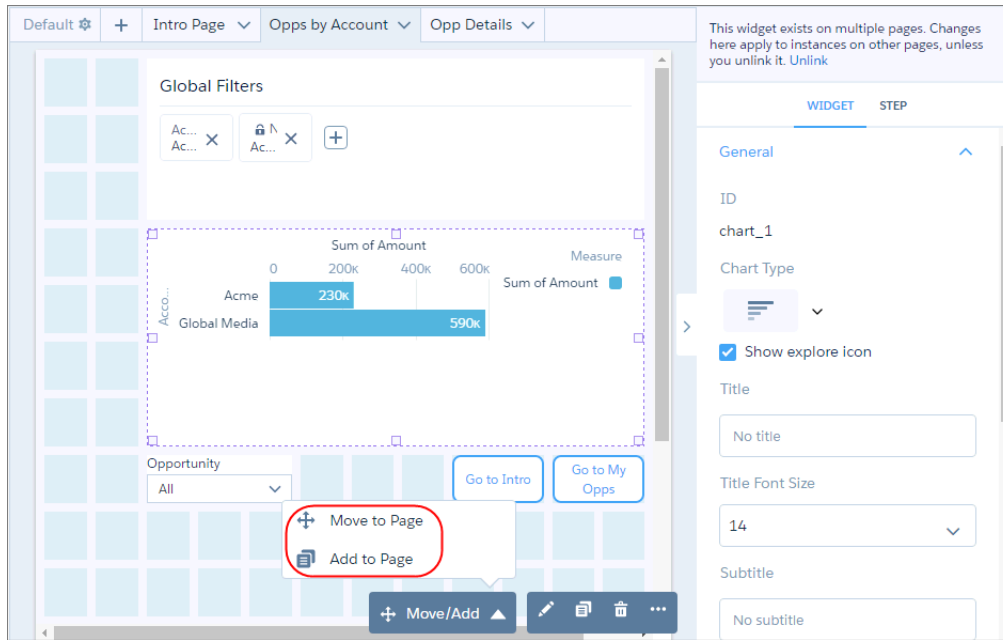 Default
Intro Page
Opps by Account
Opp Details
Global Filters
Ac...
Ac...
N
Ac...
Sum of Amount
0 200K 400K 600K
Measure
Sum of Amount
Acco...
Acme 230K
Global Media 590K
Opportunity
All
Go to Intro
Go to My
Opps
Move to Page
Add to Page
Move/Add
This widget exists on multiple pages. Changes
here apply to instances on other pages, unless
you unlink it. Unlink
WIDGET STEP
General
ID
chart_1
Chart Type
Show explore icon
Title
No title
Title Font Size
14
Subtitle
No subtitle